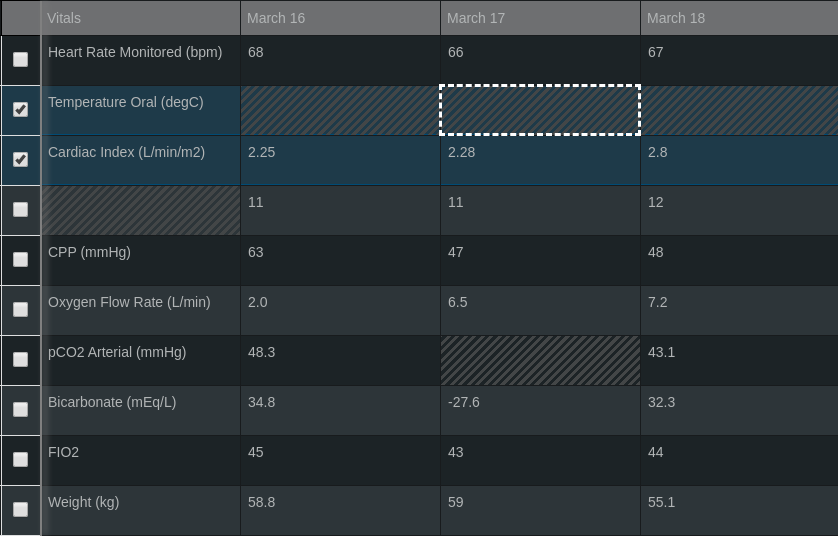 Vitals March 16 March 17 March 18
Heart Rate Monitored (bpm) 68 66 67
Temperature Oral (degC)
Cardiac Index (L/min/m2) 2.25 2.28 2.8
11 11 12
CPP (mmHg) 63 47 48
Oxygen Flow Rate (L/min) 2.0 6.5 7.2
pCO2 Arterial (mmHg) 48.3 43.1
Bicarbonate (mEq/L) 34.8 -27.6 32.3
FIO2 45 43 44
Weight (kg) 58.8 59 55.1